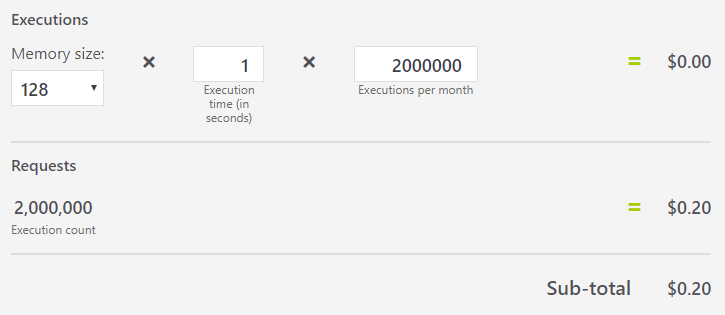 Executions
Memory size:
128 × 1 × 2000000 = $0.00
Execution time (in seconds)
Executions per month
Requests
2,000,000 = $0.20
Execution count
Sub-total $0.20